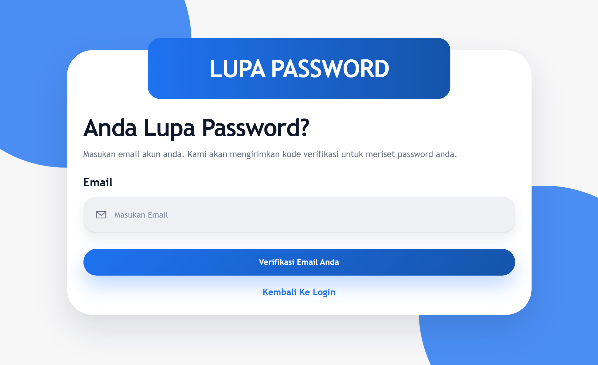 LUPA PASSWORD
Anda Lupa Password?
Masukan email akun anda. Kami akan mengirimkan kode verifikasi untuk meriset password anda.
Email
Masukan Email
Verifikasi Email Anda
Kembali Ke Login